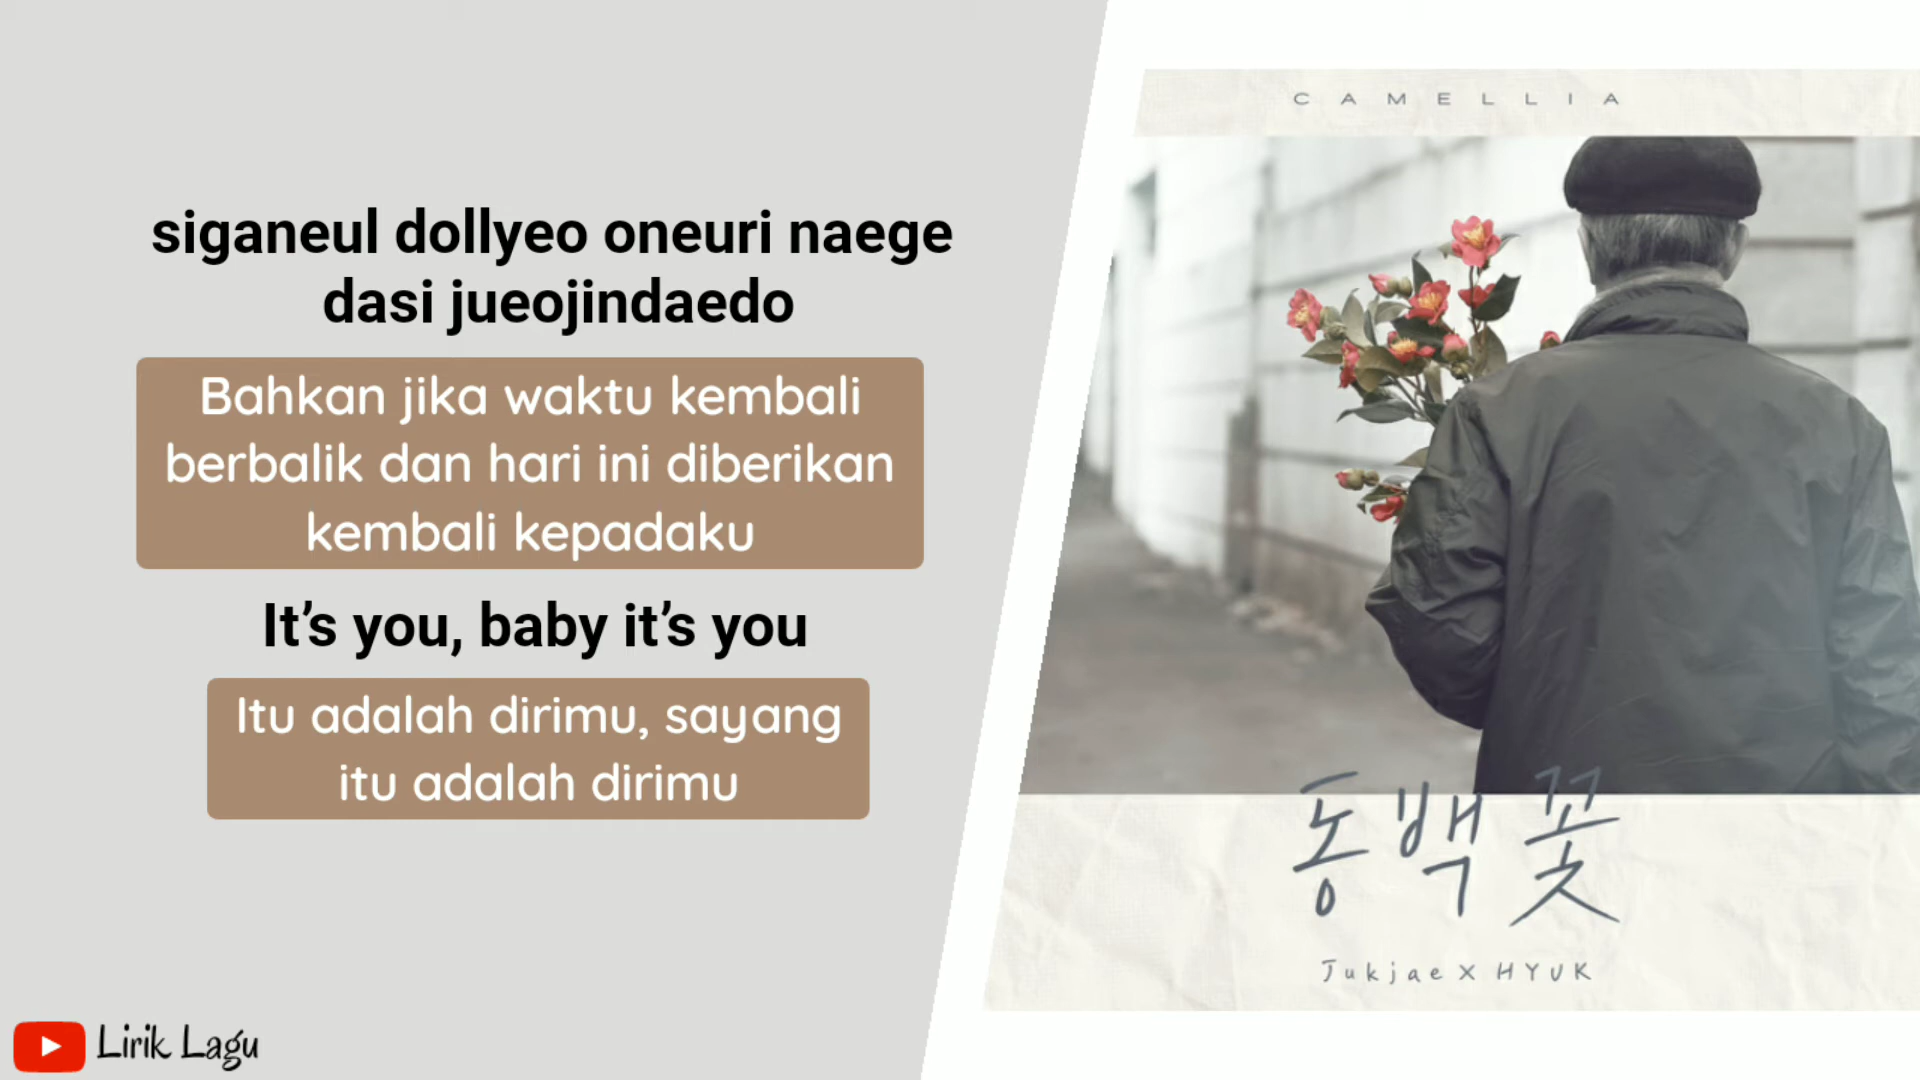 siganeul dollyeo oneuri naege
dasi jueojindaedo
Bahkan jika waktu kembali
berbalik dan hari ini diberikan
kembali kepadaku
It’s you, baby it’s you
Itu adalah dirimu, sayang
itu adalah dirimu
Lirik Lagu
CAMELLIA
동백꽃
Jukjae X HYUK